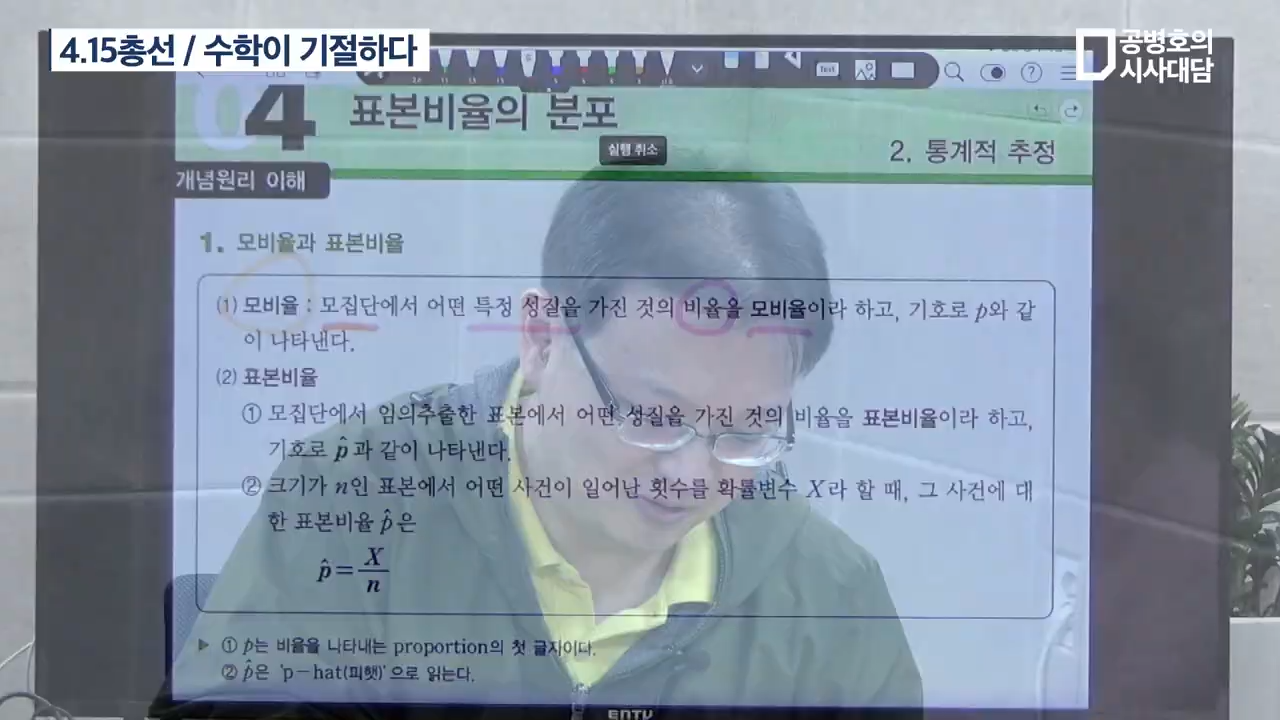 4.15총선 / 수학이 기절하다
공병호의
시사대담
Text
04
표본비율의 분포
실행 취소
2. 통계적 추정
개념원리 이해
1. 모비율과 표본비율
(1) 모비율 : 모집단에서 어떤 특정 성질을 가진 것의 비율을 모비율이라 하고, 기호로 p와 같
이 나타낸다.
(2) 표본비율
① 모집단에서 임의추출한 표본에서 어떤 성질을 가진 것의 비율을 표본비율이라 하고,
기호로 p̂과 같이 나타낸다.
② 크기가 n인 표본에서 어떤 사건이 일어난 횟수를 확률변수 X라 할 때, 그 사건에 대
한 표본비율 p̂은
p̂ = X/n
▶ ① p는 비율을 나타내는 proportion의 첫 글자이다.
② p̂은 'p－hat(피햇)'으로 읽는다.